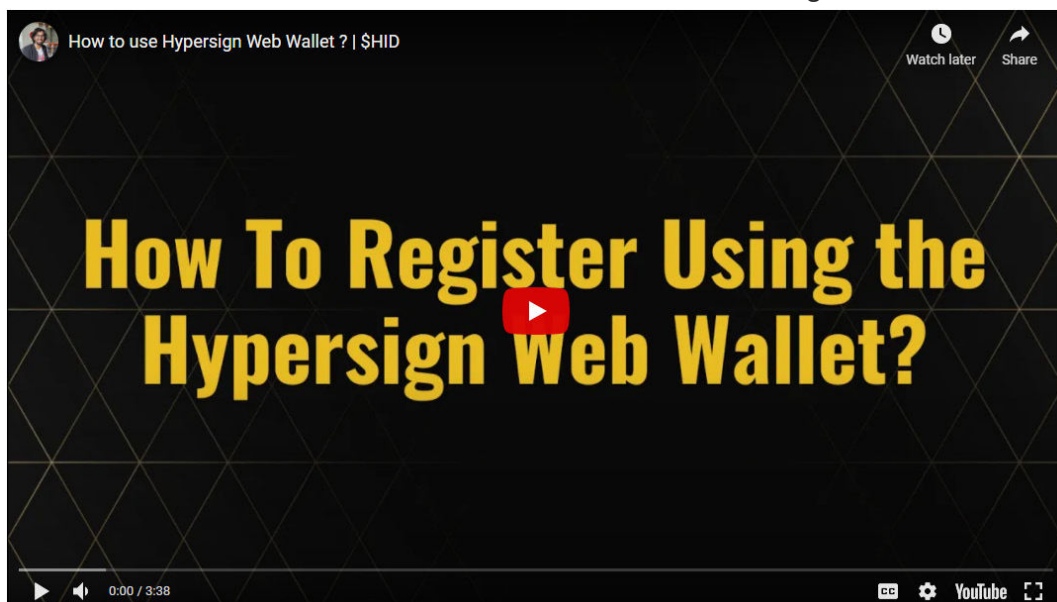 How to use Hypersign Web Wallet ? | $HID
Watch later
Share
How To Register Using the
Hypersign Web Wallet?
0:00 / 3:38
CC
YouTube